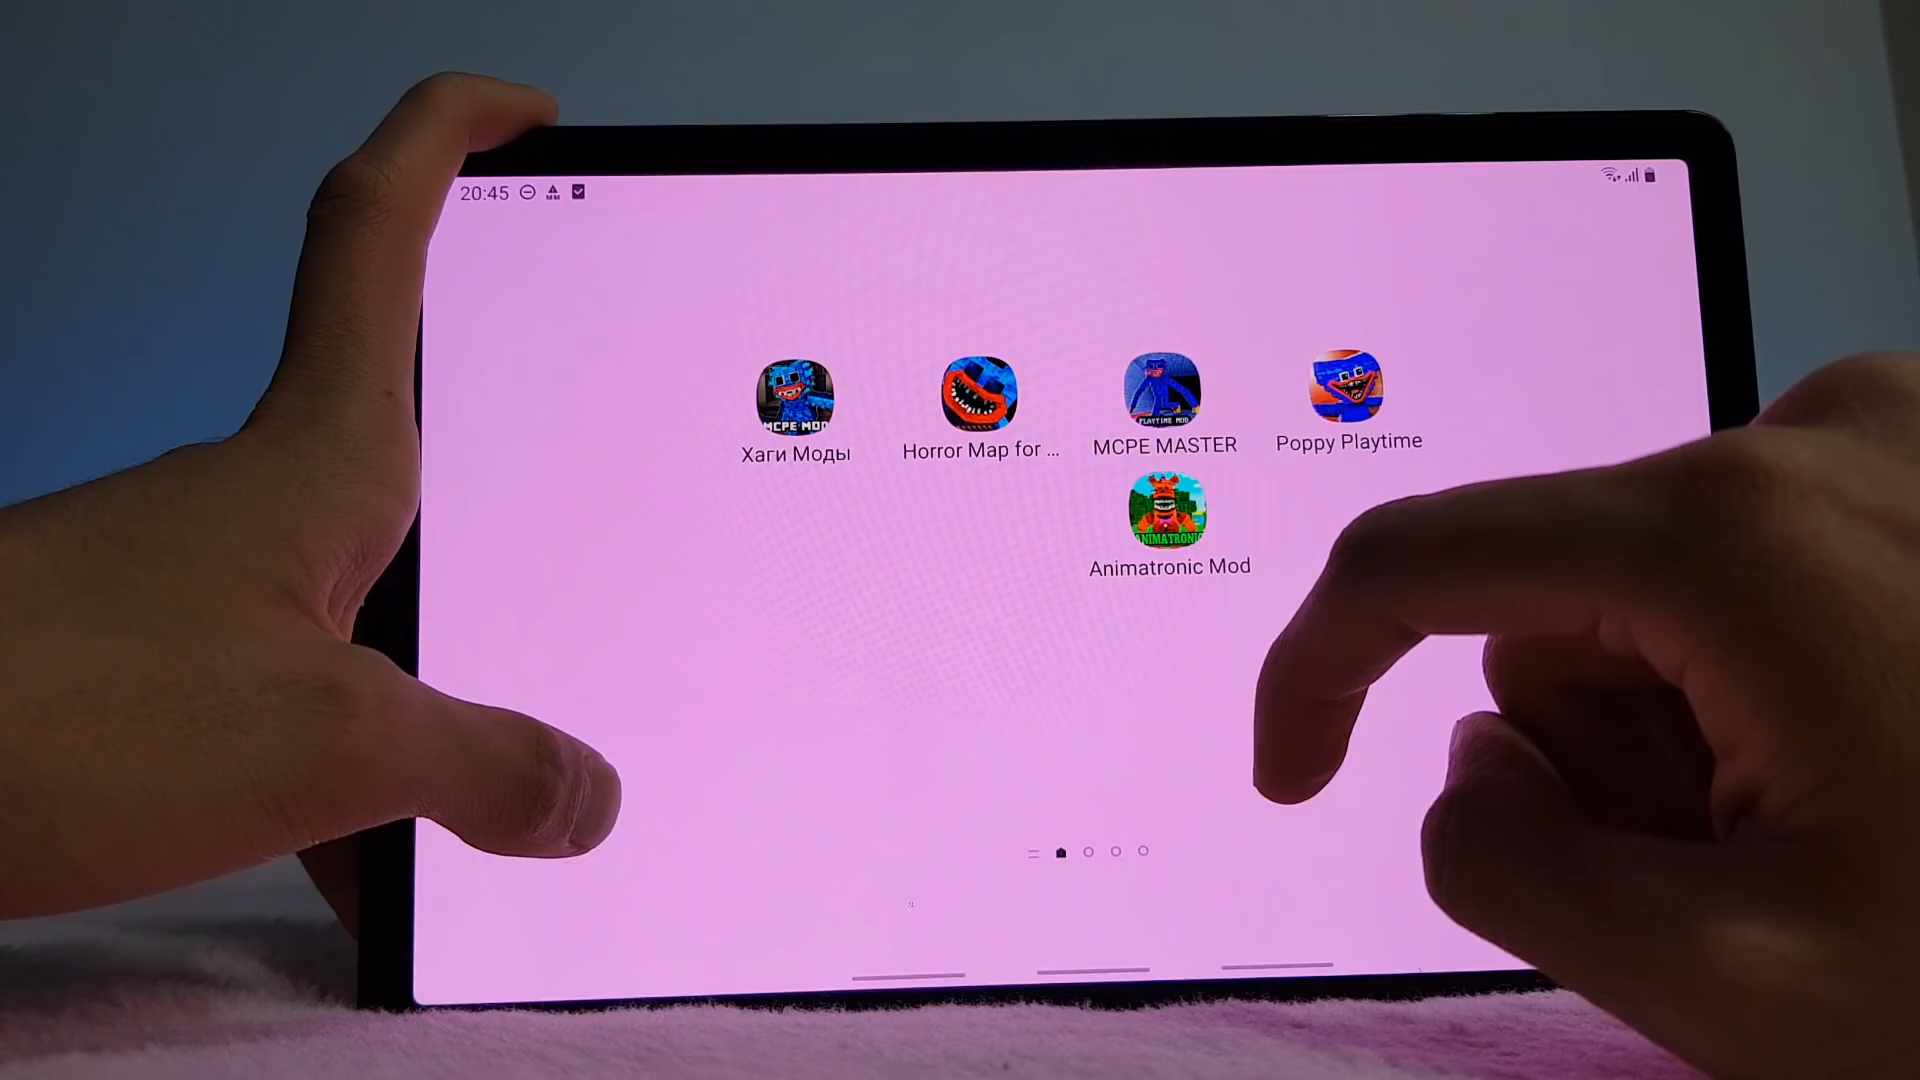 20:45
MCPE MOD
PLAYTIME MOD
Хаги Моды
Horror Map for ...
MCPE MASTER
Poppy Playtime
ANIMATRONIC
Animatronic Mod